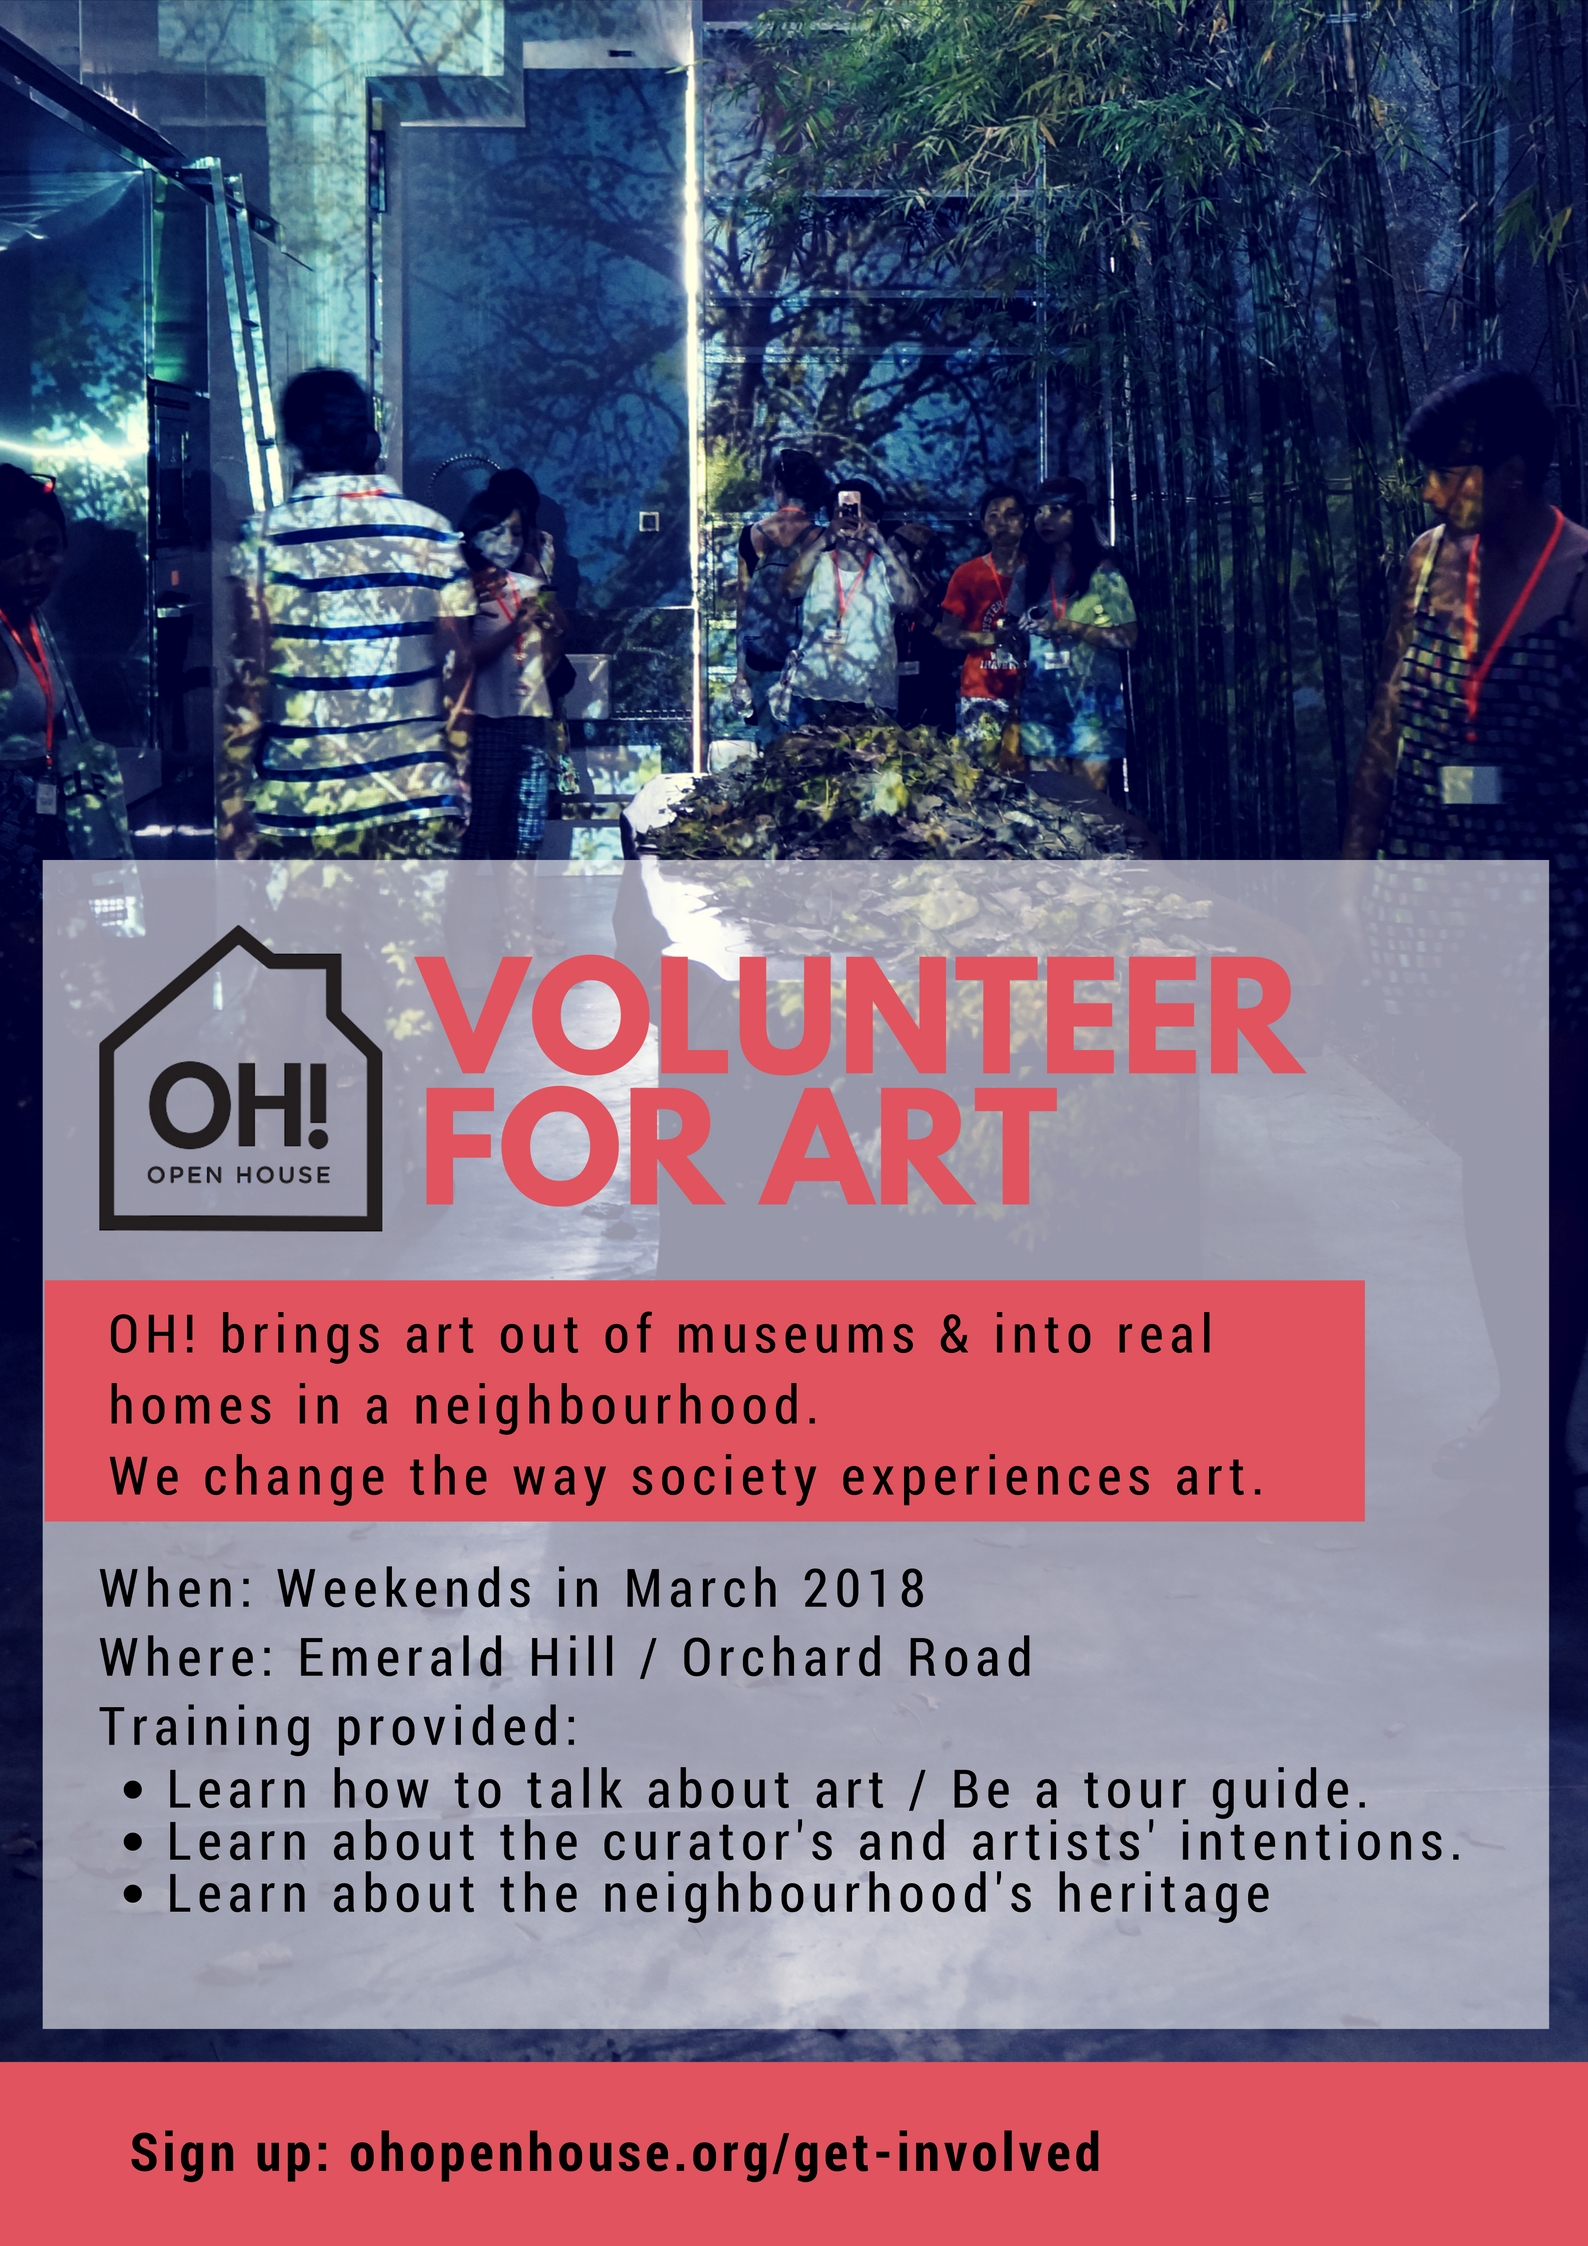 VOLUNTEER
FOR ART
OH!
OPEN HOUSE
OH! brings art out of museums & into real
homes in a neighbourhood.
We change the way society experiences art.
When: Weekends in March 2018
Where: Emerald Hill / Orchard Road
Training provided:
• Learn how to talk about art / Be a tour guide.
• Learn about the curator's and artists' intentions.
• Learn about the neighbourhood's heritage
Sign up: ohopenhouse.org/get-involved